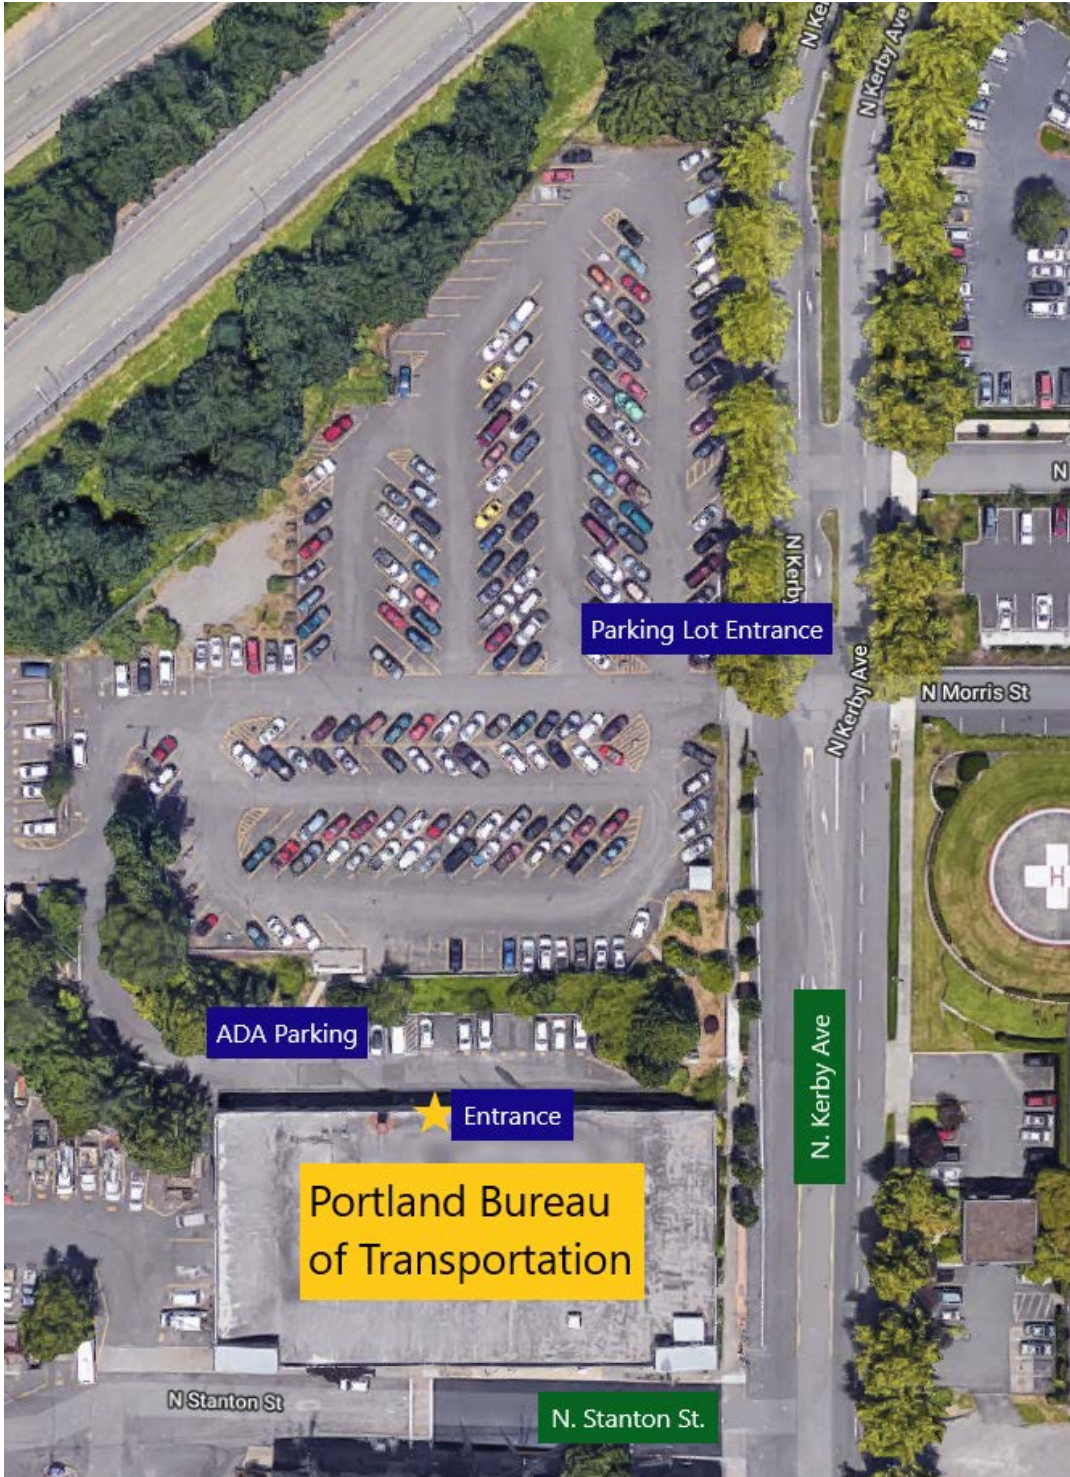 N Ke
N Kerby Ave
N
N Kerby
Parking Lot Entrance
N Kerby Ave
N Morris St
H
ADA Parking
N. Kerby Ave
Entrance
Portland Bureau
of Transportation
N Stanton St
N. Stanton St.